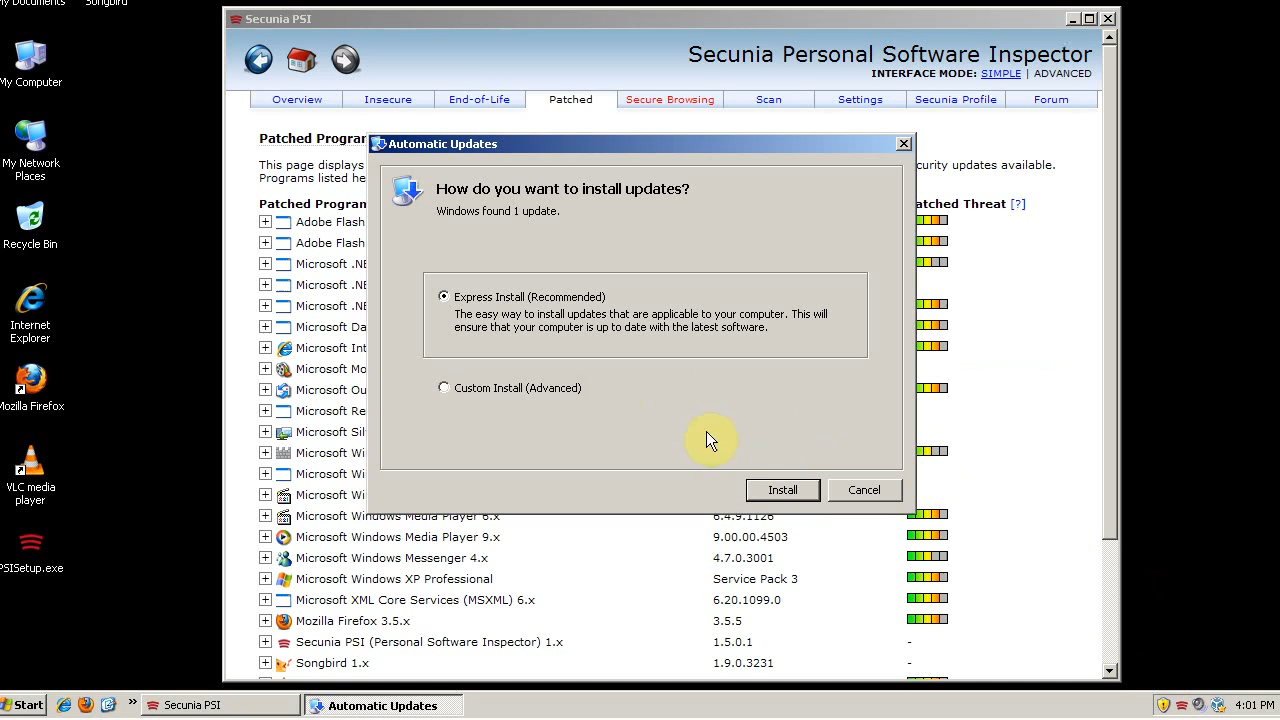 My Documents
Songbird
Secunia PSI
Secunia Personal Software Inspector
INTERFACE MODE: SIMPLE | ADVANCED
My Computer
Overview
Insecure
End-of-Life
Patched
Secure Browsing
Scan
Settings
Secunia Profile
Forum
Patched Program
Automatic Updates
My Network
Places
This page displays
curity updates available.
Programs listed he
How do you want to install updates?
Windows found 1 update.
Patched Program
atched Threat [?]
Adobe Flash
Adobe Flash
Recycle Bin
Microsoft .NE
Microsoft .NE
Microsoft .NE
Express Install (Recommended)
The easy way to install updates that are applicable to your computer. This will
ensure that your computer is up to date with the latest software.
Internet
Explorer
Microsoft Da
Microsoft Int
Microsoft Mo
Custom Install (Advanced)
Microsoft Ou
Mozilla Firefox
Microsoft Re
Microsoft Sil
Microsoft Wi
Microsoft Wi
VLC media
player
Microsoft Wi
Install
Cancel
Microsoft Windows Media Player 6.x
6.4.9.1126
Microsoft Windows Media Player 9.x
9.00.00.4503
Microsoft Windows Messenger 4.x
4.7.0.3001
PSISetup.exe
Microsoft Windows XP Professional
Service Pack 3
Microsoft XML Core Services (MSXML) 6.x
6.20.1099.0
Mozilla Firefox 3.5.x
3.5.5
Secunia PSI (Personal Software Inspector) 1.x
1.5.0.1
-
Songbird 1.x
1.9.0.3231
-
Start
Secunia PSI
Automatic Updates
4:01 PM